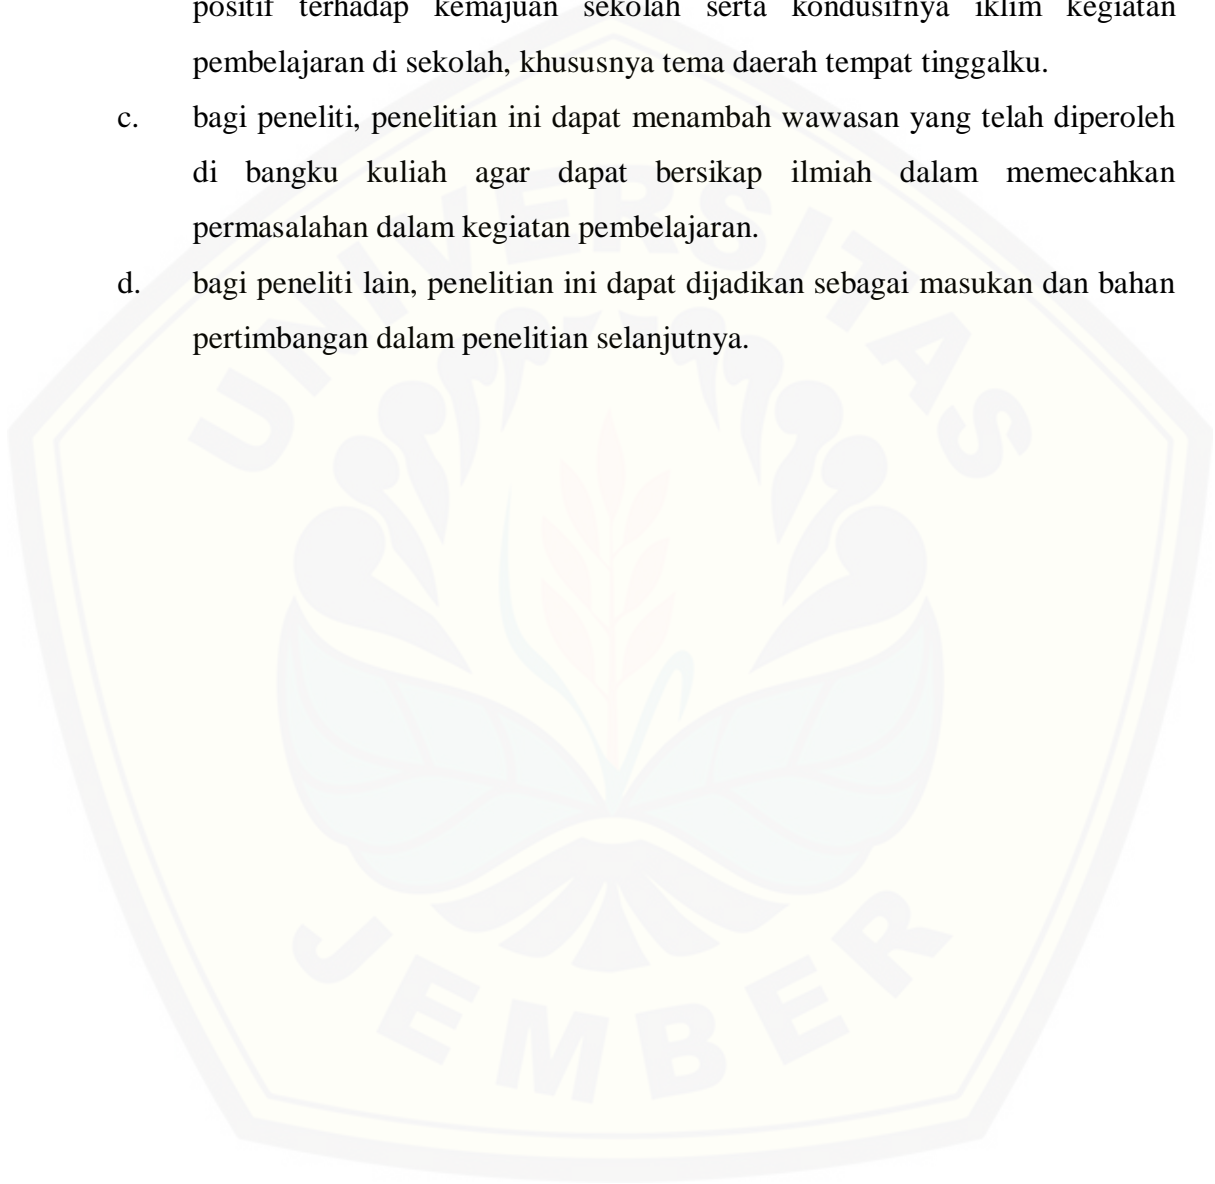 positif terhadap kemajuan sekolah serta kondusifnya iklim kegiatan
pembelajaran di sekolah, khususnya tema daerah tempat tinggalku.
c. bagi peneliti, penelitian ini dapat menambah wawasan yang telah diperoleh
di bangku kuliah agar dapat bersikap ilmiah dalam memecahkan
permasalahan dalam kegiatan pembelajaran.
d. bagi peneliti lain, penelitian ini dapat dijadikan sebagai masukan dan bahan
pertimbangan dalam penelitian selanjutnya.
UNIVERSITAS
JEMBER